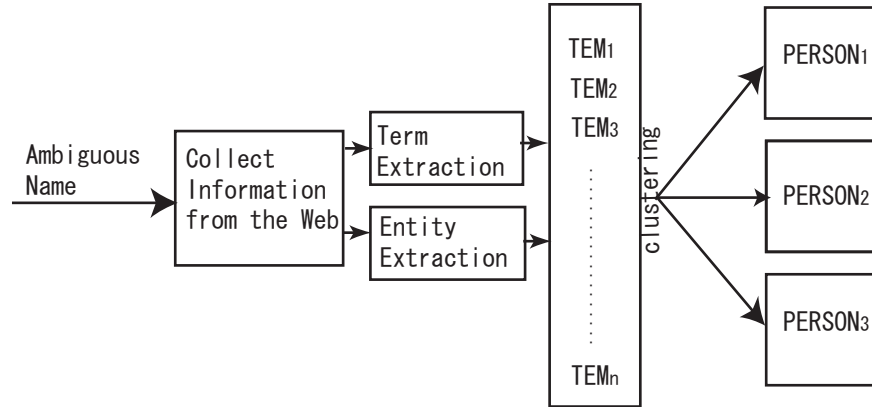 Ambiguous
Name
Collect
Information
from the Web
Term
Extraction
Entity
Extraction
TEM1
TEM2
TEM3
TEMn
clustering
PERSON1
PERSON2
PERSON3